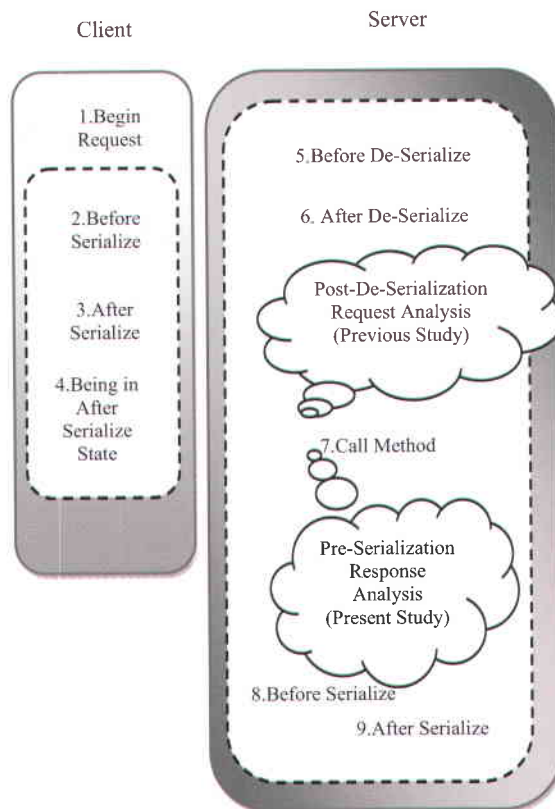 Client
Server
1.Begin
Request
2.Before
Serialize
3.After
Serialize
4.Being in
After
Serialize
State
5.Before De-Serialize
6. After De-Serialize
Post-De-Serialization
Request Analysis
(Previous Study)
7.Call Method
Pre-Serialization
Response
Analysis
(Present Study)
8.Before Serialize
9.After Serialize